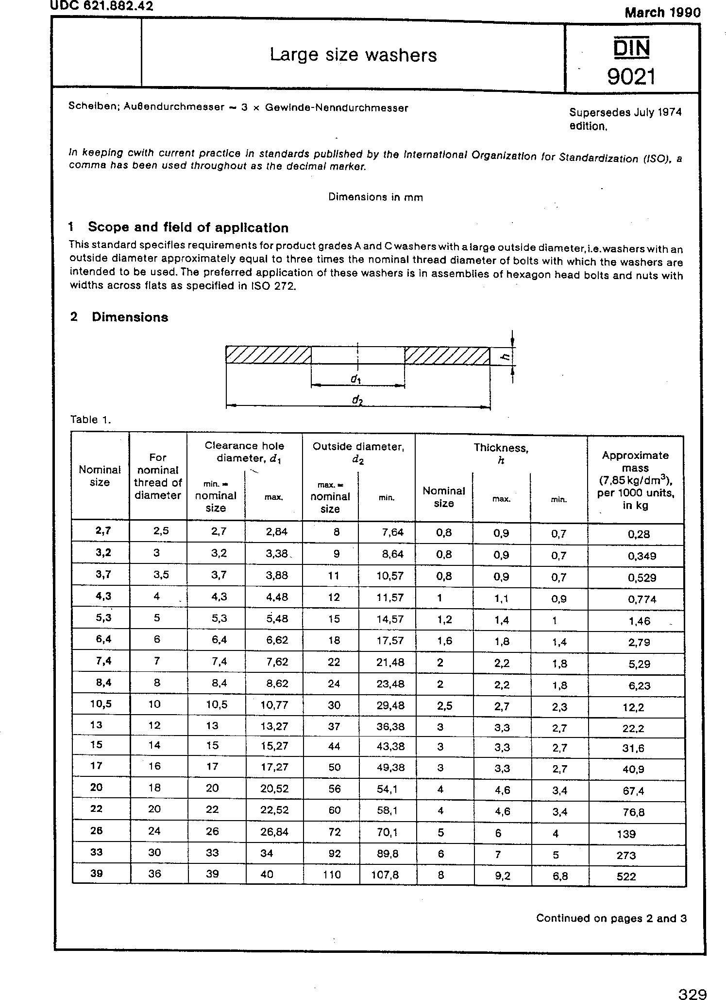 UDC 621.882.42
March 1990
Large size washers
DIN
9021
Scheiben; Außendurchmesser ~ 3 × Gewinde-Nenndurchmesser
Supersedes July 1974
edition.
In keeping cwith current practice in standards published by the International Organization for Standardization (ISO), a
comma has been used throughout as the decimal marker.
Dimensions in mm
1 Scope and field of application
This standard specifies requirements for product grades A and C washers with a large outside diameter, i.e. washers with an
outside diameter approximately equal to three times the nominal thread diameter of bolts with which the washers are
intended to be used. The preferred application of these washers is in assemblies of hexagon head bolts and nuts with
widths across flats as specified in ISO 272.
2 Dimensions
h
d1
d2
Table 1.
Nominal
size
For
nominal
thread of
diameter
Clearance hole
diameter, d1
min. =
nominal
size
max.
Outside diameter,
d2
max. =
nominal
size
min.
Thickness,
h
Nominal
size
max.
min.
Approximate
mass
(7,85 kg/dm³),
per 1000 units,
in kg
2,7 2,5 2,7 2,84 8 7,64 0,8 0,9 0,7 0,28
3,2 3 3,2 3,38 9 8,64 0,8 0,9 0,7 0,349
3,7 3,5 3,7 3,88 11 10,57 0,8 0,9 0,7 0,529
4,3 4 4,3 4,48 12 11,57 1 1,1 0,9 0,774
5,3 5 5,3 5,48 15 14,57 1,2 1,4 1 1,46
6,4 6 6,4 6,62 18 17,57 1,6 1,8 1,4 2,79
7,4 7 7,4 7,62 22 21,48 2 2,2 1,8 5,29
8,4 8 8,4 8,62 24 23,48 2 2,2 1,8 6,23
10,5 10 10,5 10,77 30 29,48 2,5 2,7 2,3 12,2
13 12 13 13,27 37 36,38 3 3,3 2,7 22,2
15 14 15 15,27 44 43,38 3 3,3 2,7 31,6
17 16 17 17,27 50 49,38 3 3,3 2,7 40,9
20 18 20 20,52 56 54,1 4 4,6 3,4 67,4
22 20 22 22,52 60 58,1 4 4,6 3,4 76,8
26 24 26 26,84 72 70,1 5 6 4 139
33 30 33 34 92 89,8 6 7 5 273
39 36 39 40 110 107,8 8 9,2 6,8 522
Continued on pages 2 and 3
329